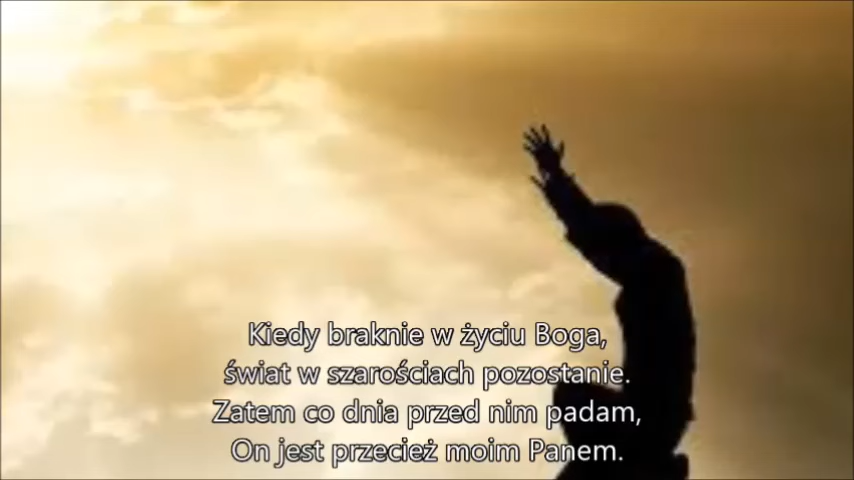 Kiedy braknie w życiu Boga,
świat w szarościach pozostanie.
Zatem co dnia przed nim padam,
On jest przecież moim Panem.